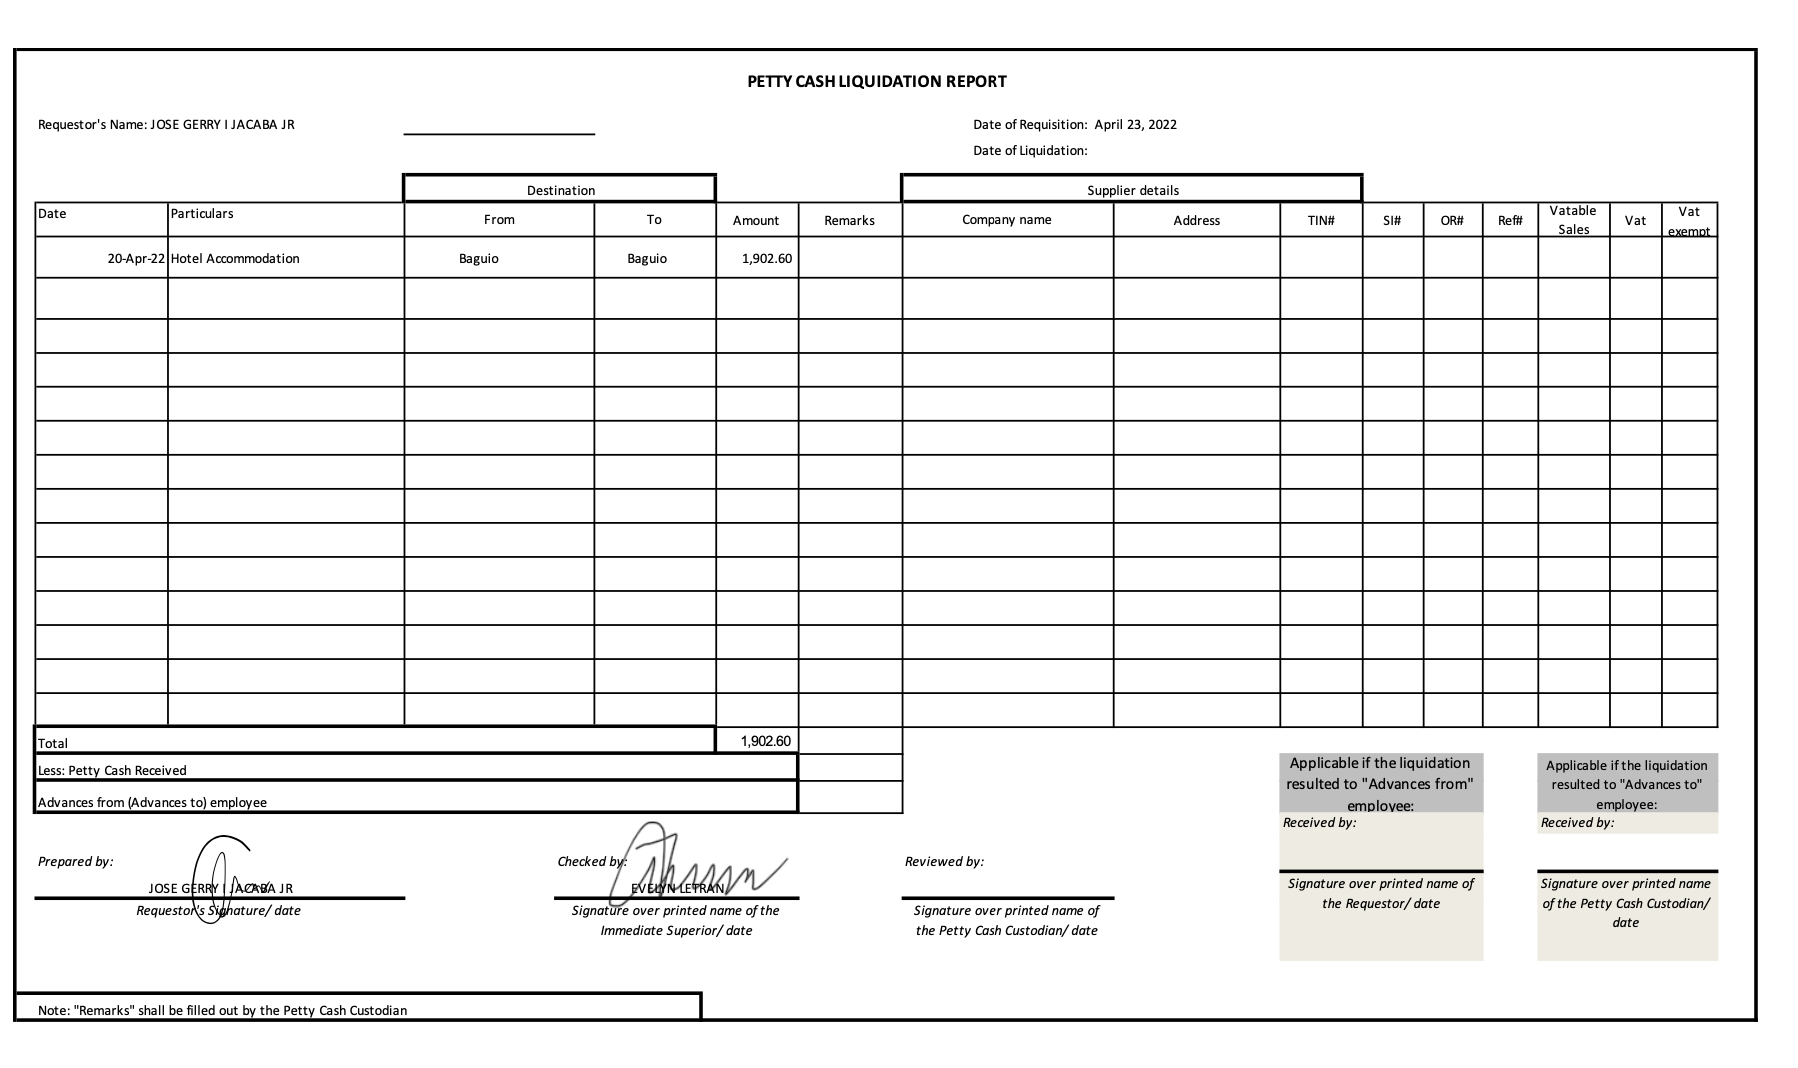 PETTY CASH LIQUIDATION REPORT
Requestor's Name: JOSE GERRY I JACABA JR
Date of Requisition: April 23, 2022
Date of Liquidation:
Destination
Supplier details
Date Particulars From To Amount Remarks Company name Address TIN# SI# OR# Ref# Vatable Sales Vat Vat exempt
20-Apr-22 Hotel Accommodation Baguio Baguio 1,902.60
Total 1,902.60
Less: Petty Cash Received
Advances from (Advances to) employee
Applicable if the liquidation
resulted to "Advances from"
employee:
Received by:
Applicable if the liquidation
resulted to "Advances to"
employee:
Received by:
Prepared by:
JOSE GERRY I JACABA JR
Requestor's Signature/ date
Checked by:
EVELYN LETRAN
Signature over printed name of the
Immediate Superior/ date
Reviewed by:
Signature over printed name of
the Petty Cash Custodian/ date
Signature over printed name of
the Requestor/ date
Signature over printed name
of the Petty Cash Custodian/
date
Note: "Remarks" shall be filled out by the Petty Cash Custodian